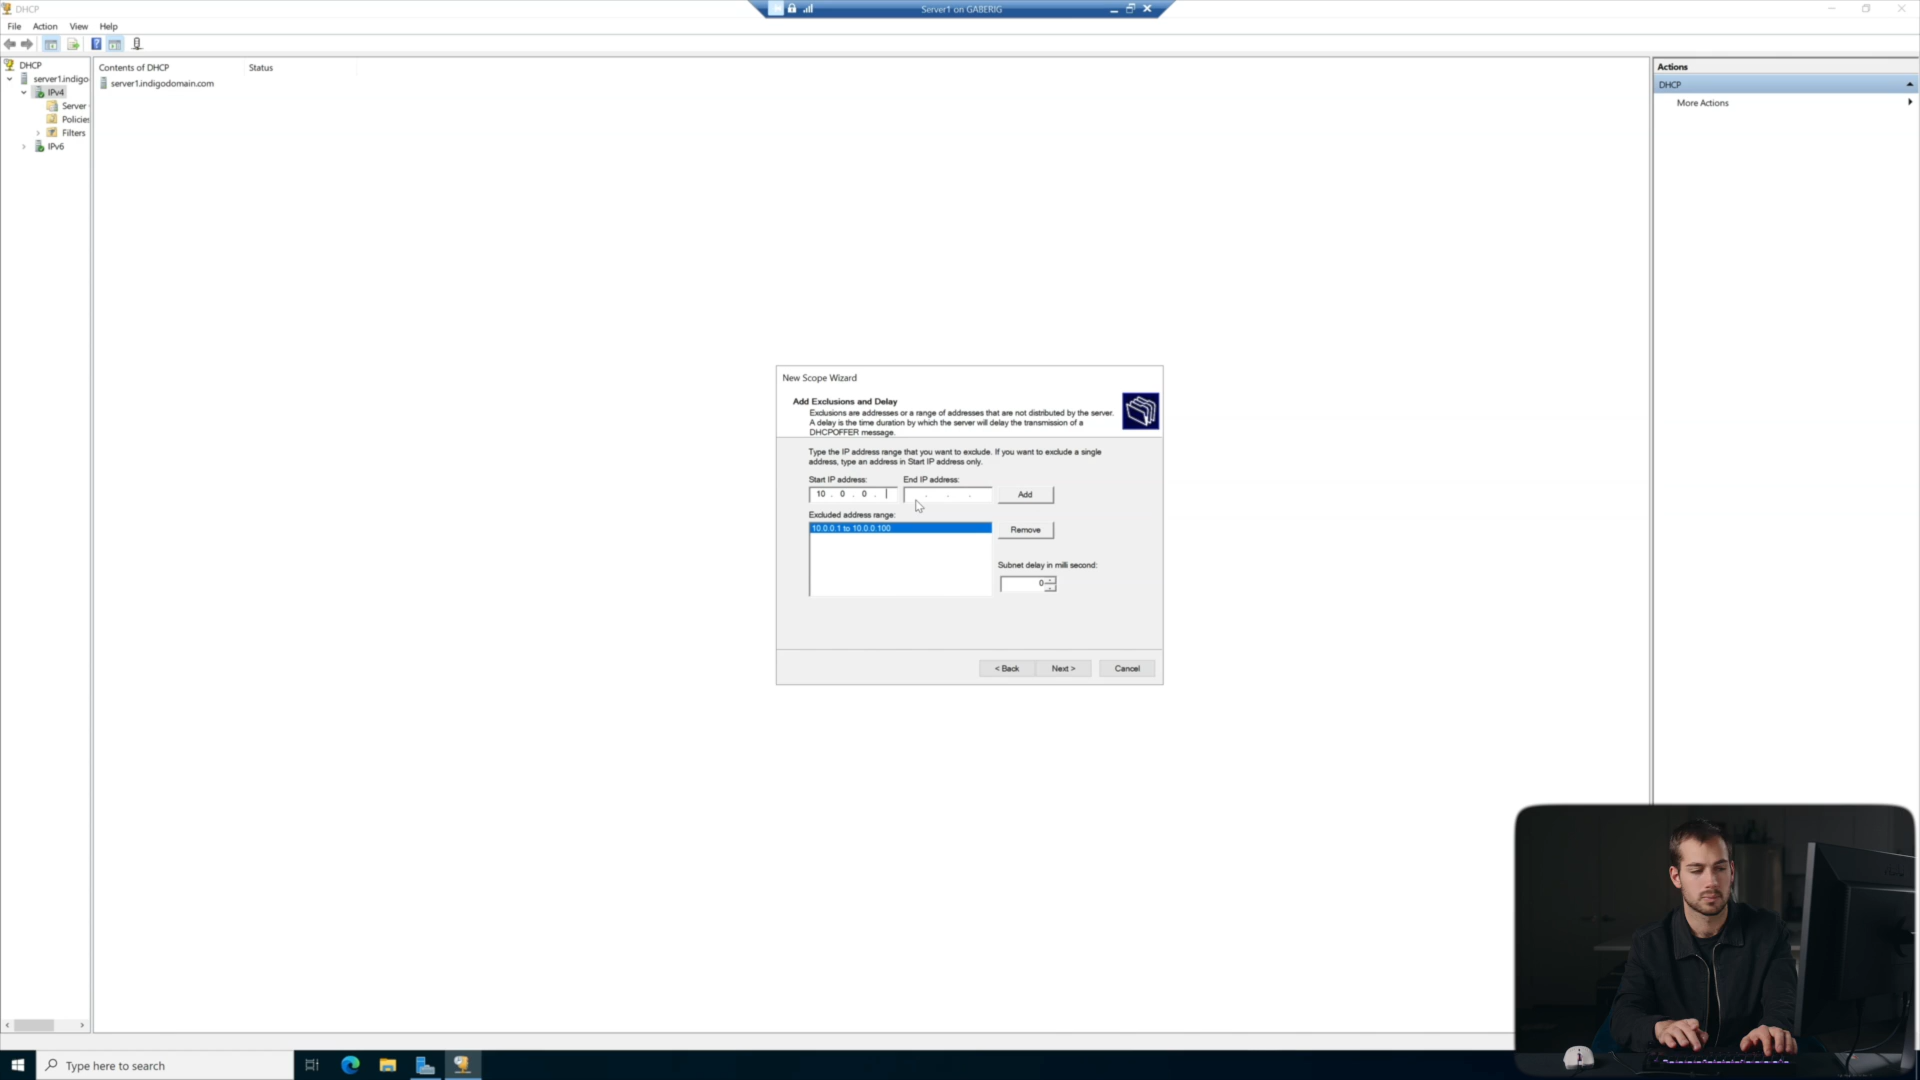 DHCP
Server1 on GABERIG
File Action View Help
DHCP
server1.indigo
IPv4
Server
Policies
Filters
IPv6
Contents of DHCP Status
server1.indigodomain.com
Actions
DHCP
More Actions
New Scope Wizard
Add Exclusions and Delay
Exclusions are addresses or a range of addresses that are not distributed by the server.
A delay is the time duration by which the server will delay the transmission of a
DHCPOFFER message.
Type the IP address range that you want to exclude. If you want to exclude a single
address, type an address in Start IP address only.
Start IP address: End IP address:
10 . 0 . 0 . . . . Add
Excluded address range:
10.0.0.1 to 10.0.0.100 Remove
Subnet delay in milli second:
0
< Back Next > Cancel
Type here to search